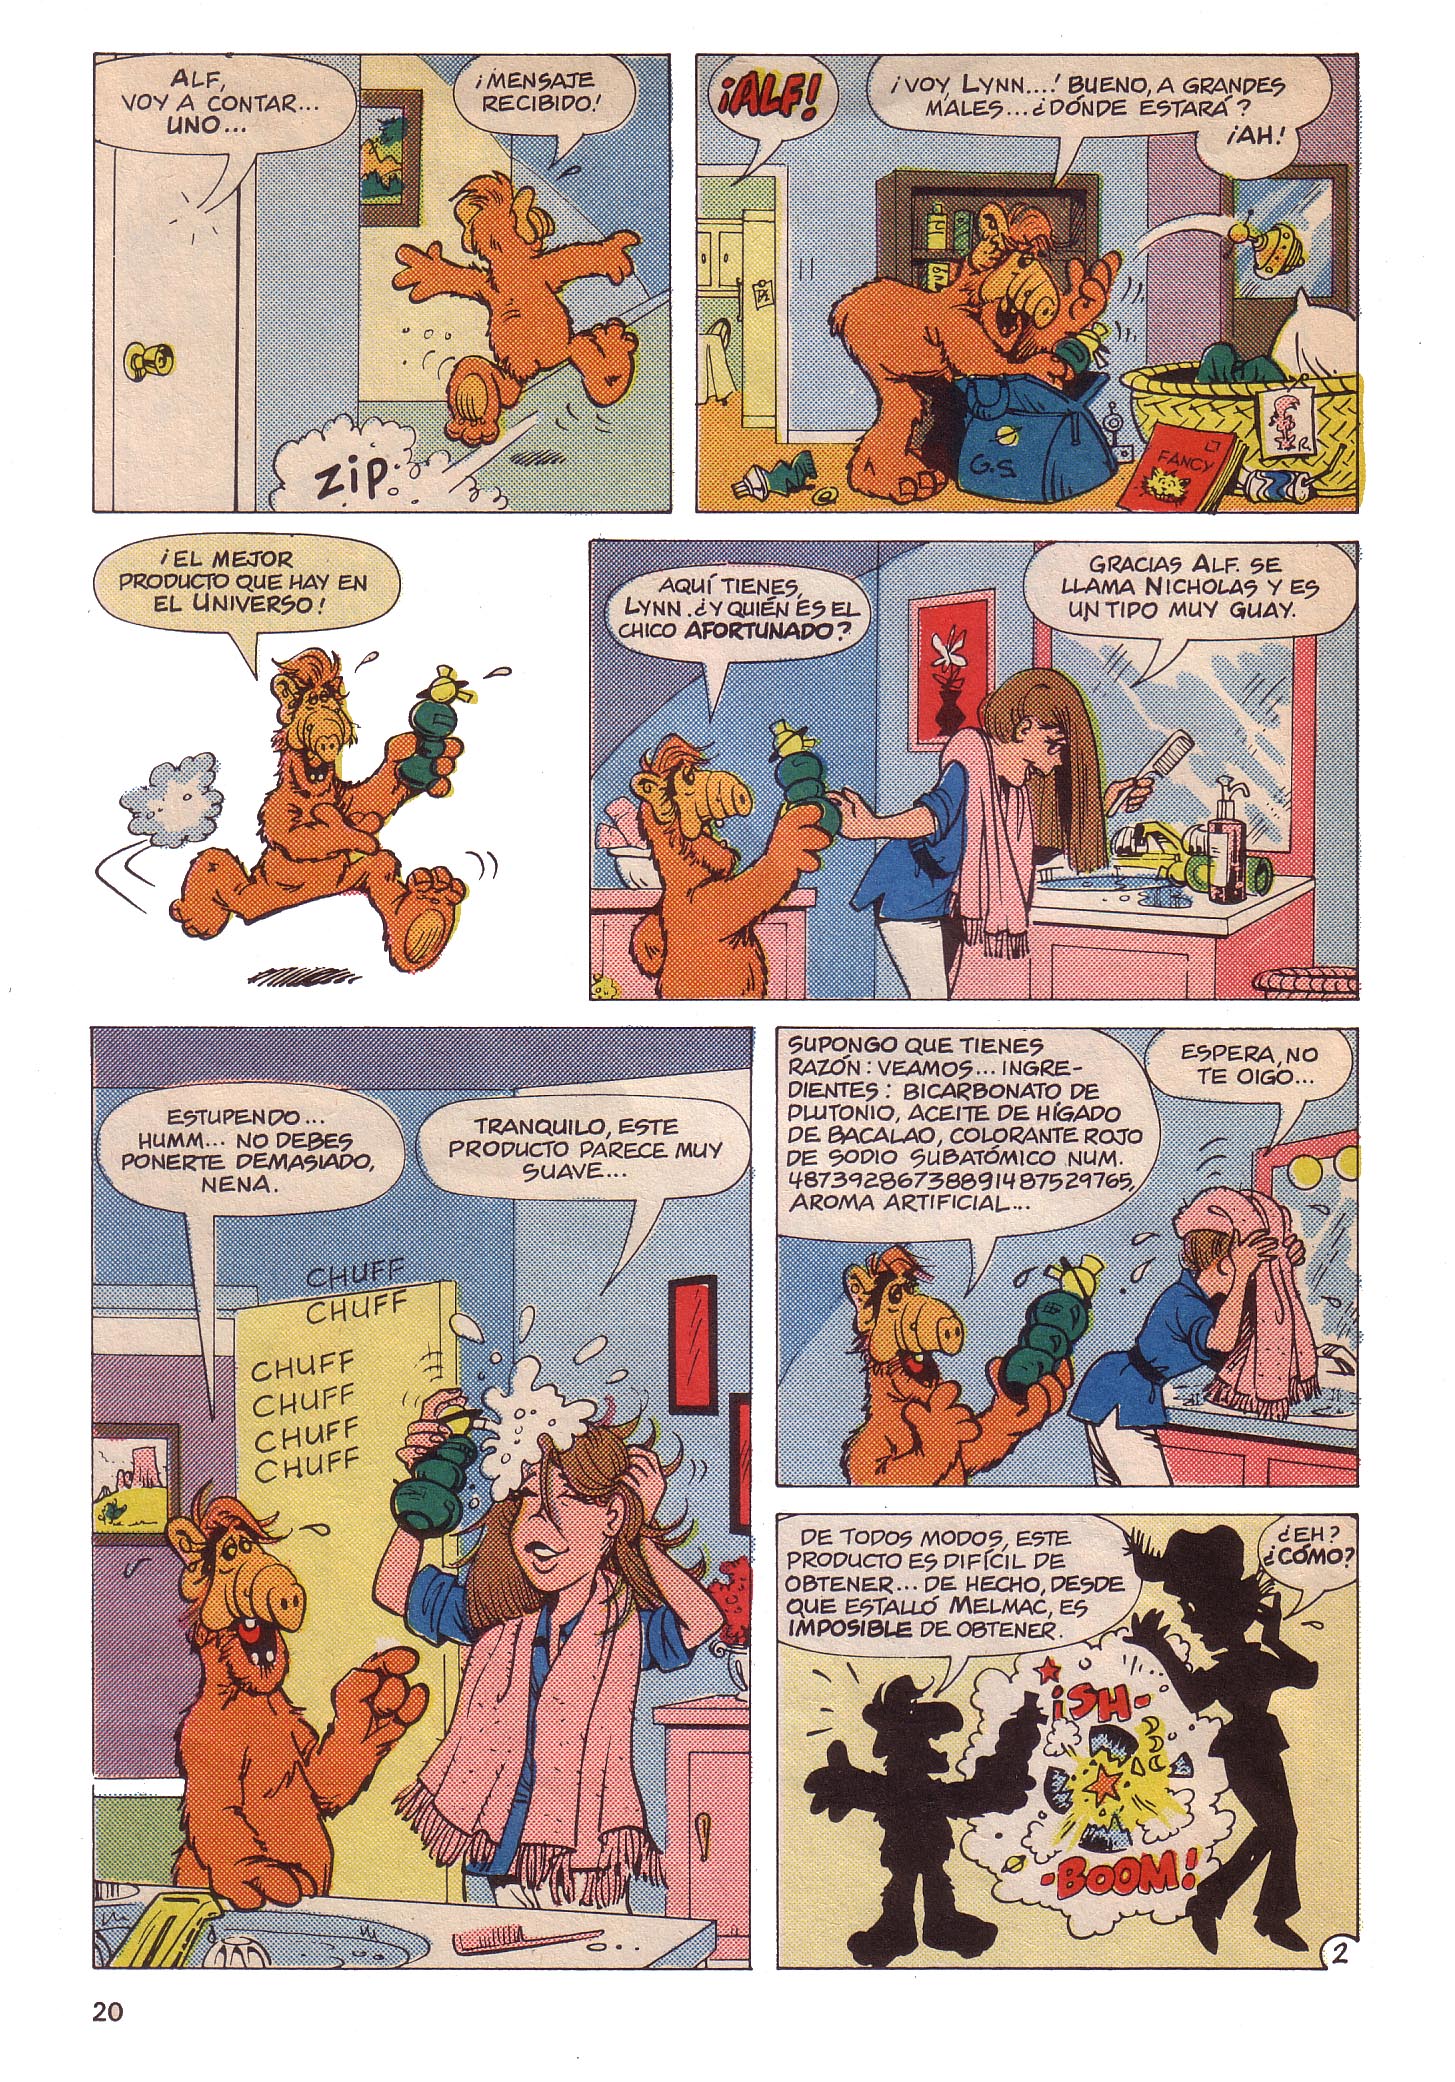 ALF,
VOY A CONTAR...
UNO...
¡MENSAJE
RECIBIDO!
ZIP
¡ALF!
¡VOY, LYNN...! BUENO, A GRANDES
MALES... ¿DÓNDE ESTARÁ?
¡AH!
G.S
FANCY
¡EL MEJOR
PRODUCTO QUE HAY EN
EL UNIVERSO!
AQUÍ TIENES,
LYNN. ¿Y QUIÉN ES EL
CHICO AFORTUNADO?
GRACIAS ALF. SE
LLAMA NICHOLAS Y ES
UN TIPO MUY GUAY.
ESTUPENDO...
HUMM... NO DEBES
PONERTE DEMASIADO,
NENA.
TRANQUILO, ESTE
PRODUCTO PARECE MUY
SUAVE...
CHUFF
CHUFF
CHUFF
CHUFF
CHUFF
CHUFF
SUPONGO QUE TIENES
RAZÓN: VEAMOS... INGRE-
DIENTES: BICARBONATO DE
PLUTONIO, ACEITE DE HÍGADO
DE BACALAO, COLORANTE ROJO
DE SODIO SUBATÓMICO NUM.
48739286738891487529765,
AROMA ARTIFICIAL...
ESPERA, NO
TE OIGO...
DE TODOS MODOS, ESTE
PRODUCTO ES DIFÍCIL DE
OBTENER... DE HECHO, DESDE
QUE ESTALLÓ MELMAC, ES
IMPOSIBLE DE OBTENER.
¿EH?
¿CÓMO?
¡SH-
-BOOM!
2
20